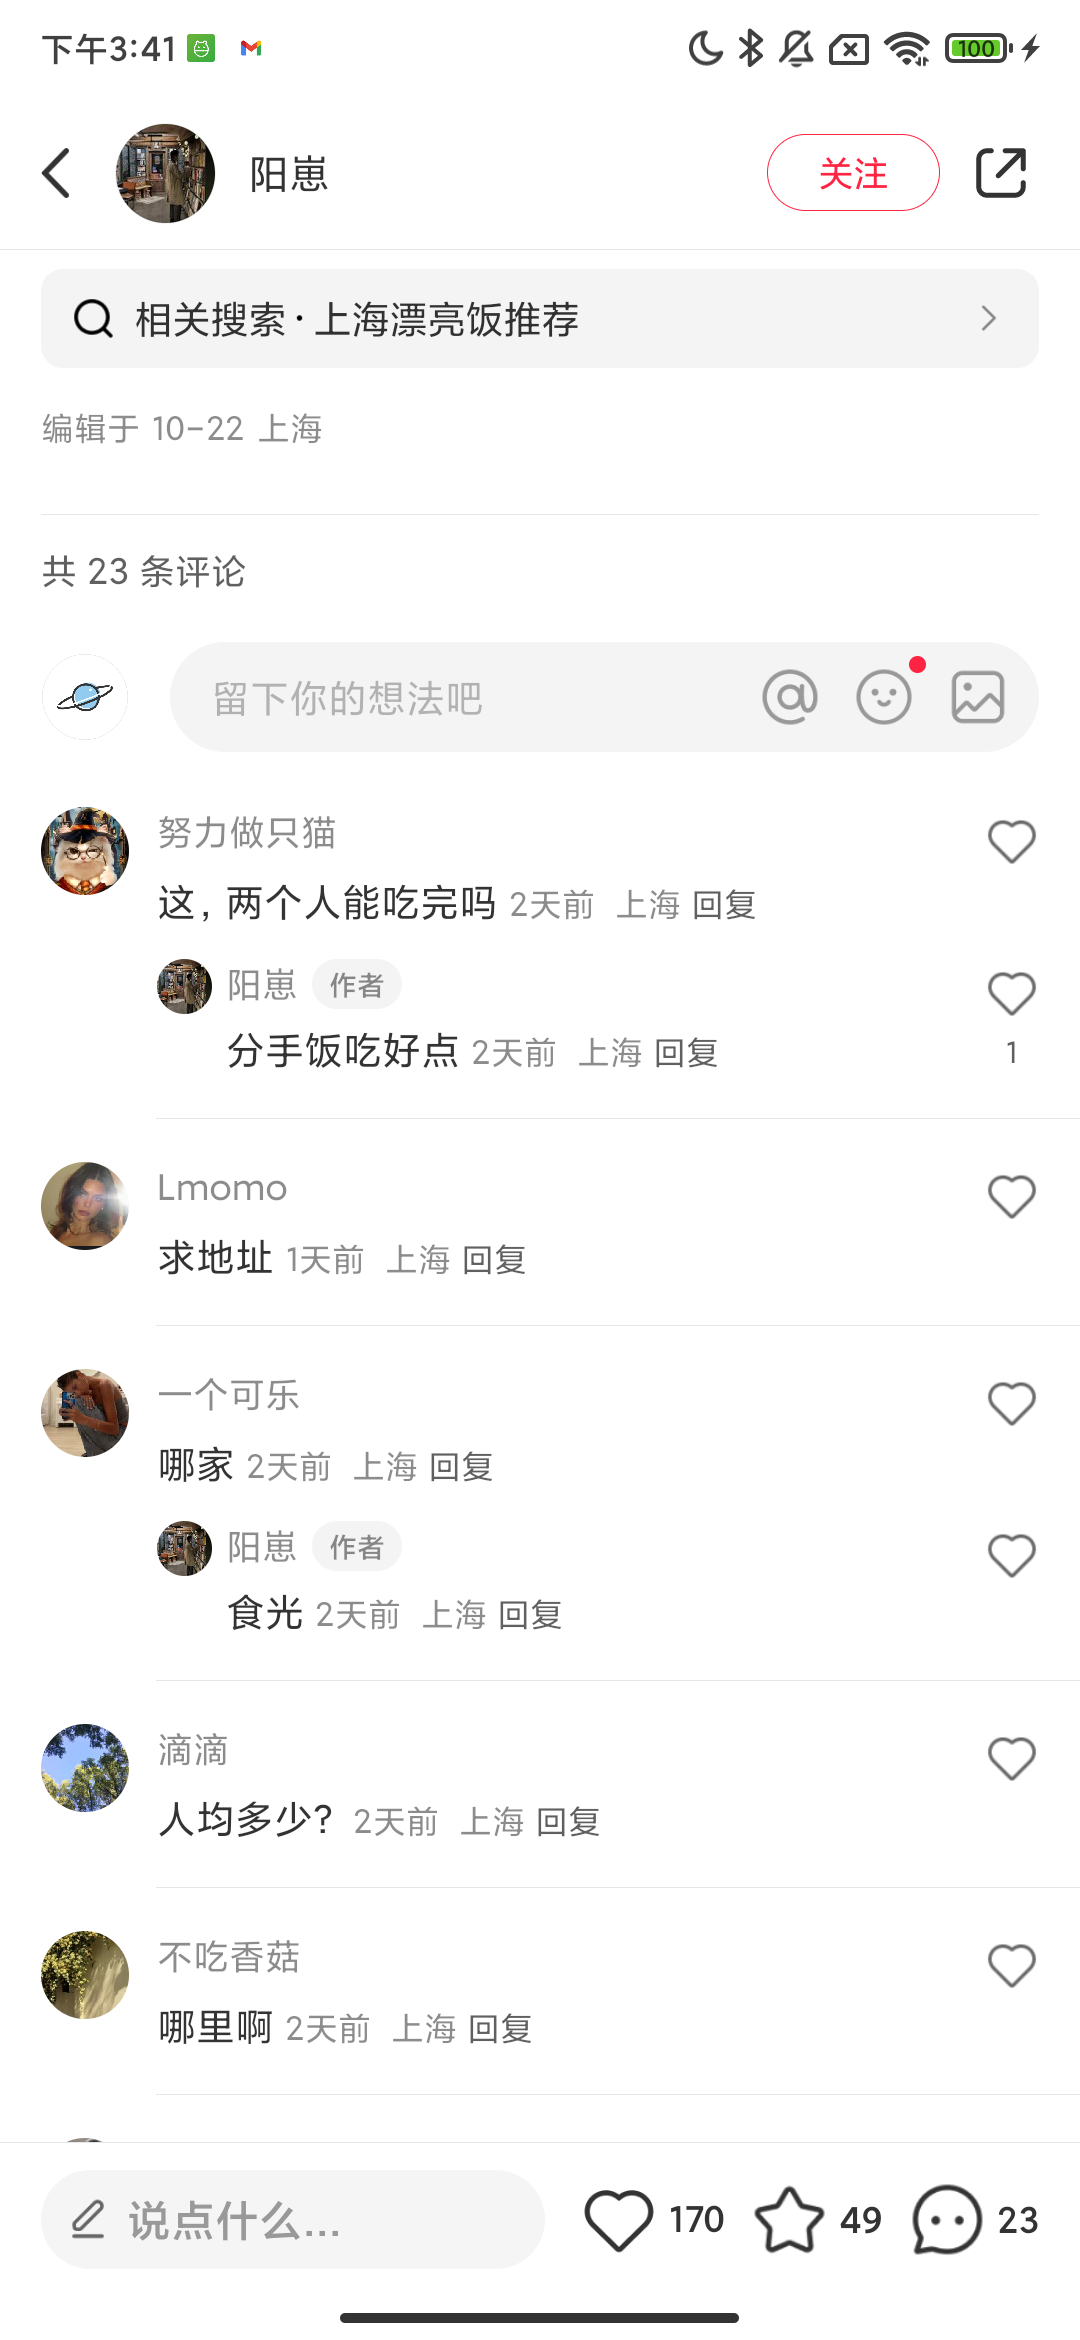 下午3:41
100
阳崽
关注
相关搜索·上海漂亮饭推荐
编辑于 10-22 上海
共 23 条评论
留下你的想法吧
努力做只猫
这，两个人能吃完吗 2天前 上海 回复
阳崽 作者
分手饭吃好点 2天前 上海 回复
1
Lmomo
求地址 1天前 上海 回复
一个可乐
哪家 2天前 上海 回复
阳崽 作者
食光 2天前 上海 回复
滴滴
人均多少？ 2天前 上海 回复
不吃香菇
哪里啊 2天前 上海 回复
说点什么... 170 49 23